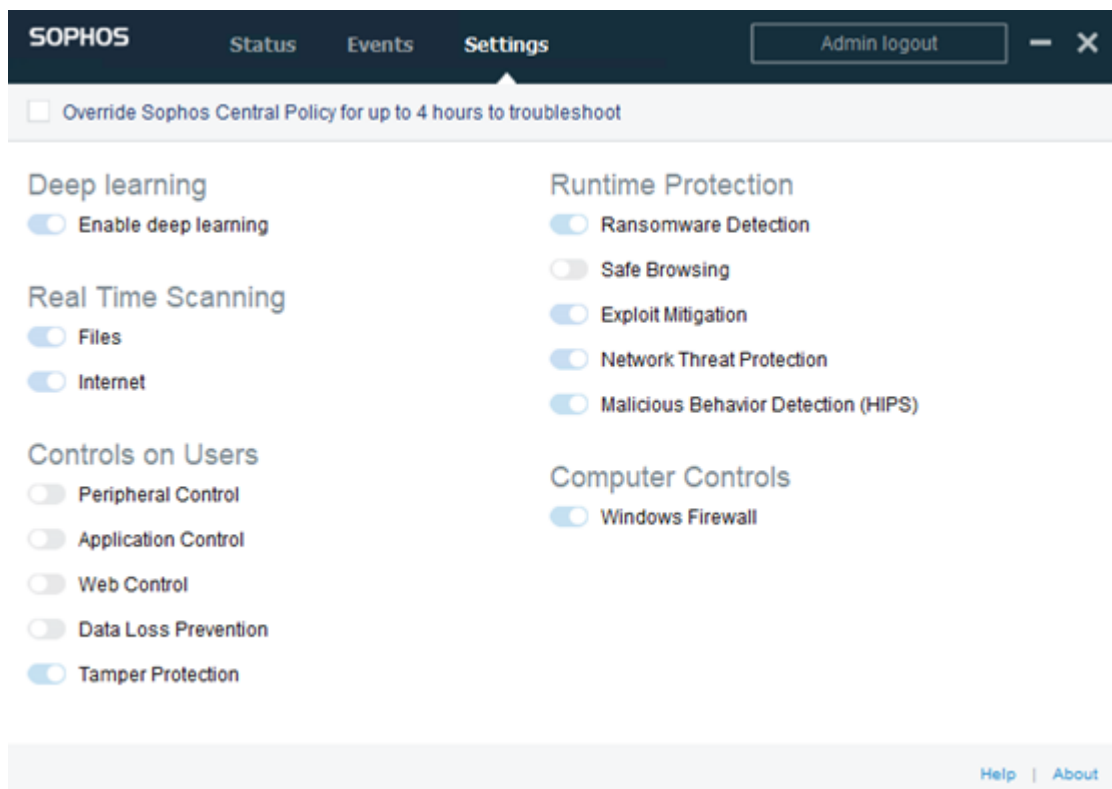 SOPHOS Status Events Settings Admin logout
Override Sophos Central Policy for up to 4 hours to troubleshoot
Deep learning
Enable deep learning
Real Time Scanning
Files
Internet
Controls on Users
Peripheral Control
Application Control
Web Control
Data Loss Prevention
Tamper Protection
Runtime Protection
Ransomware Detection
Safe Browsing
Exploit Mitigation
Network Threat Protection
Malicious Behavior Detection (HIPS)
Computer Controls
Windows Firewall
Help | About